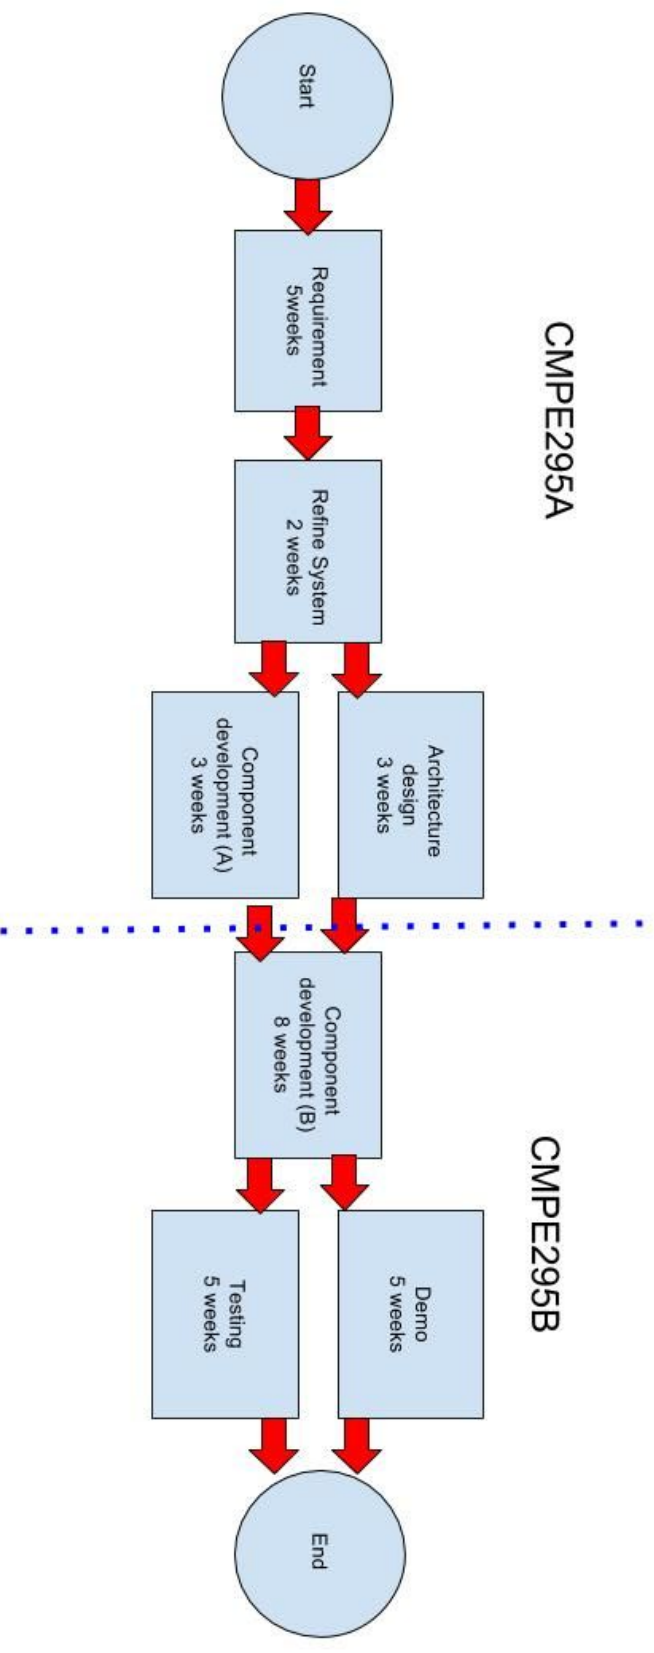 CMPE295A
CMPE295B
Start
Requirement
5weeks
Refine System
2 weeks
Architecture
design
3 weeks
Component
development (A)
3 weeks
Component
development (B)
8 weeks
Demo
5 weeks
Testing
5 weeks
End